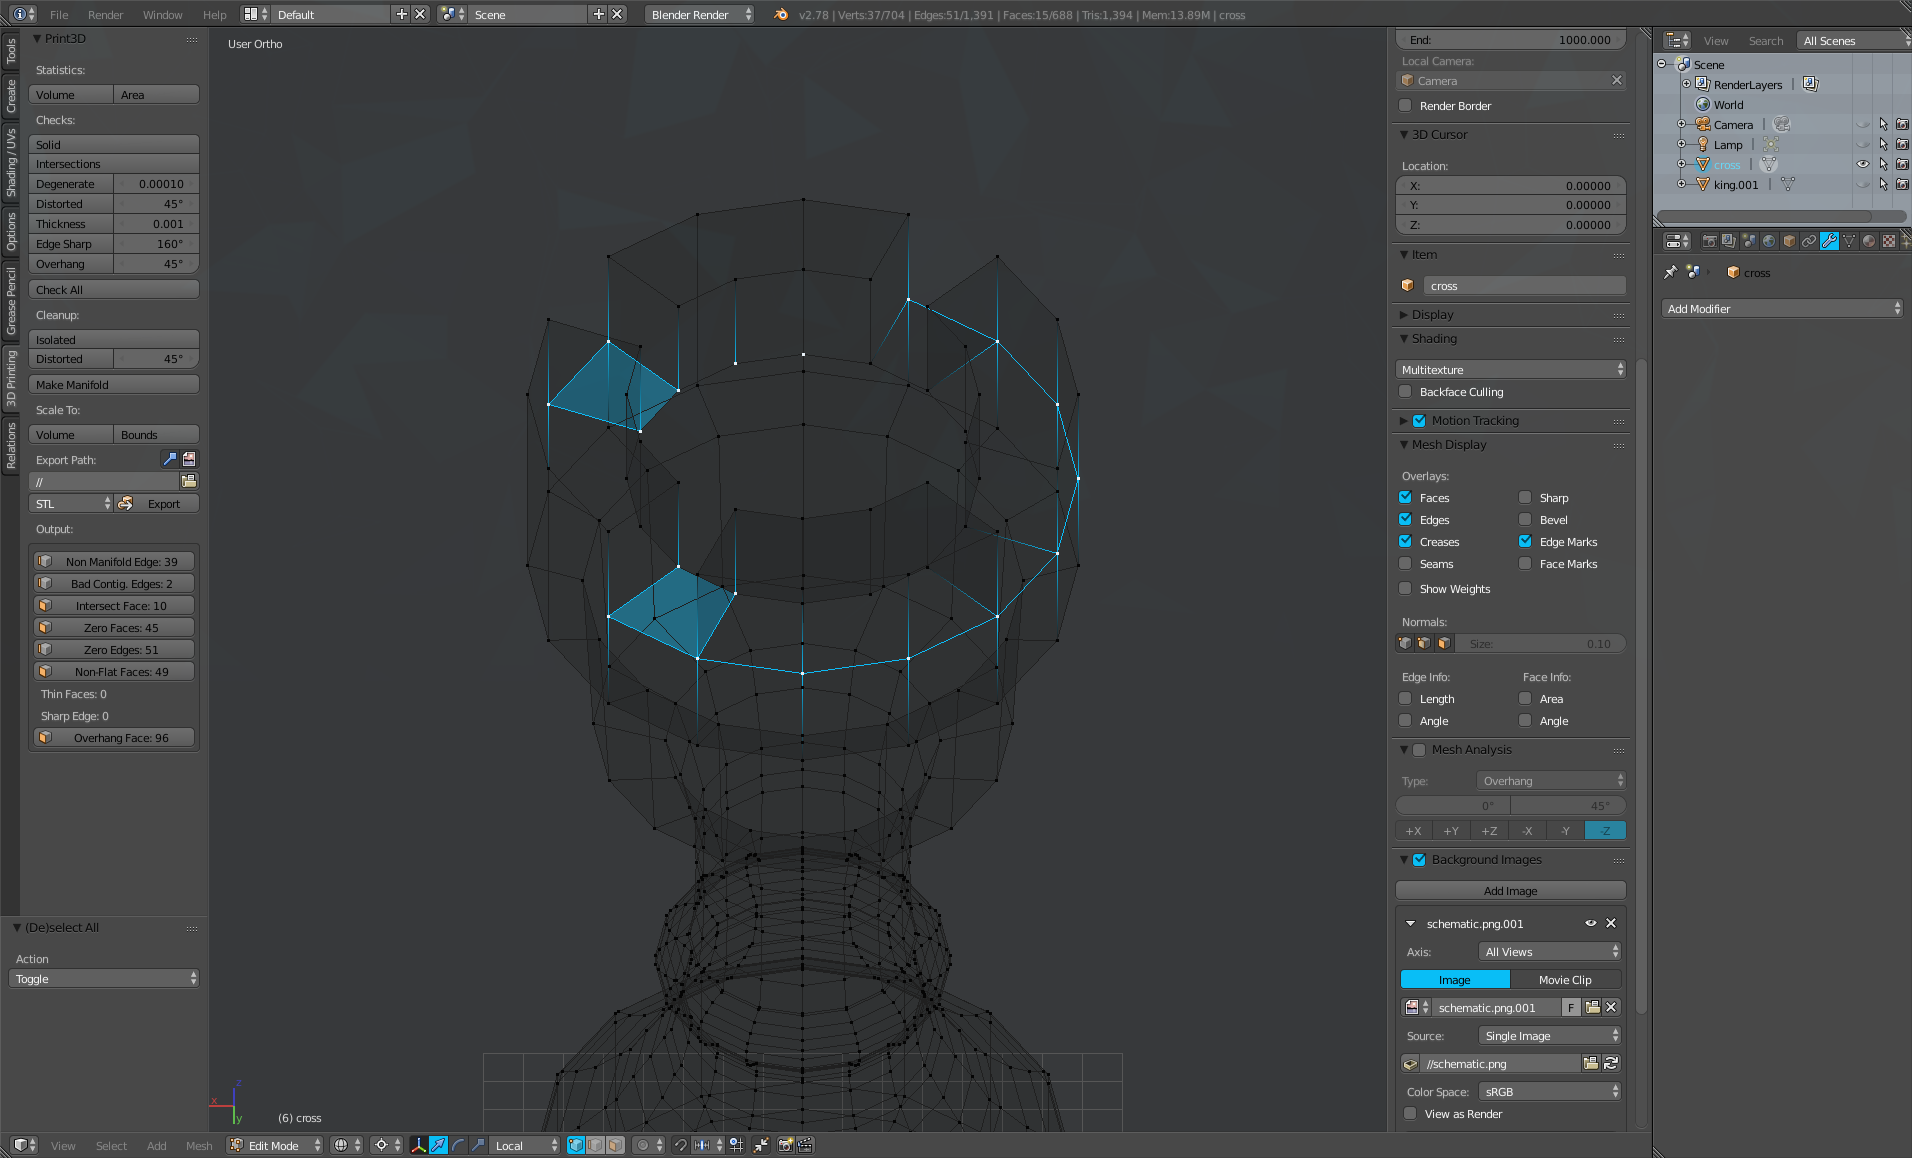 File Render Window Help Default Scene Blender Render v2.78 | Verts:37/704 | Edges:51/1,391 | Faces:15/688 | Tris:1,394 | Mem:13.89M | cross
Tools
Create
Shading / UVs
Options
Grease Pencil
3D Printing
Relations
Print3D
Statistics:
Volume Area
Checks:
Solid
Intersections
Degenerate 0.00010
Distorted 45°
Thickness 0.001
Edge Sharp 160°
Overhang 45°
Check All
Cleanup:
Isolated
Distorted 45°
Make Manifold
Scale To:
Volume Bounds
Export Path:
//
STL Export
Output:
Non Manifold Edge: 39
Bad Contig. Edges: 2
Intersect Face: 10
Zero Faces: 45
Zero Edges: 51
Non-Flat Faces: 49
Thin Faces: 0
Sharp Edge: 0
Overhang Face: 96
(De)select All
Action
Toggle
User Ortho
z
x
y
(6) cross
View Select Add Mesh Edit Mode Local
End: 1000.000
Local Camera:
Camera
Render Border
3D Cursor
Location:
X: 0.00000
Y: 0.00000
Z: 0.00000
Item
cross
Display
Shading
Multitexture
Backface Culling
Motion Tracking
Mesh Display
Overlays:
Faces Sharp
Edges Bevel
Creases Edge Marks
Seams Face Marks
Show Weights
Normals:
Size: 0.10
Edge Info: Face Info:
Length Area
Angle Angle
Mesh Analysis
Type: Overhang
0° 45°
+X +Y +Z -X -Y -Z
Background Images
Add Image
schematic.png.001
Axis: All Views
Image Movie Clip
schematic.png.001 F
Source: Single Image
//schematic.png
Color Space: sRGB
View as Render
View Search All Scenes
Scene
RenderLayers
World
Camera
Lamp
cross
king.001
cross
Add Modifier